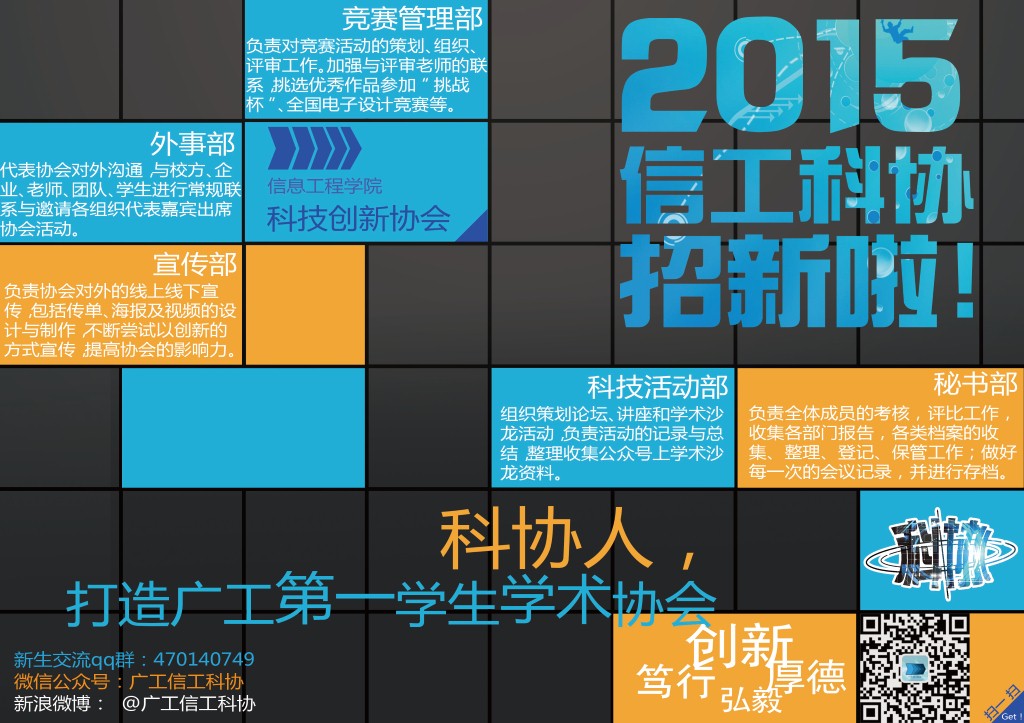 竞赛管理部
负责对竞赛活动的策划、组织、
评审工作。加强与评审老师的联
系,挑选优秀作品参加“挑战
杯”、全国电子设计竞赛等。
2015
信工科协
招新啦!
外事部
代表协会对外沟通,与校方、企
业、老师、团队、学生进行常规联
系与邀请各组织代表嘉宾出席
协会活动。
信息工程学院
科技创新协会
宣传部
负责协会对外的线上线下宣
传,包括传单、海报及视频的设
计与制作,不断尝试以创新的
方式宣传,提高协会的影响力。
科技活动部
组织策划论坛、讲座和学术沙
龙活动,负责活动的记录与总
结,整理收集公众号上学术沙
龙资料。
秘书部
负责全体成员的考核,评比工作,
收集各部门报告,各类档案的收
集、整理、登记、保管工作;做好
每一次的会议记录,并进行存档。
科协
科协人,
打造广工第一学生学术协会
新生交流qq群:470140749
微信公众号:广工信工科协
新浪微博: @广工信工科协
创新
笃行 厚德
弘毅
扫一扫
Get!